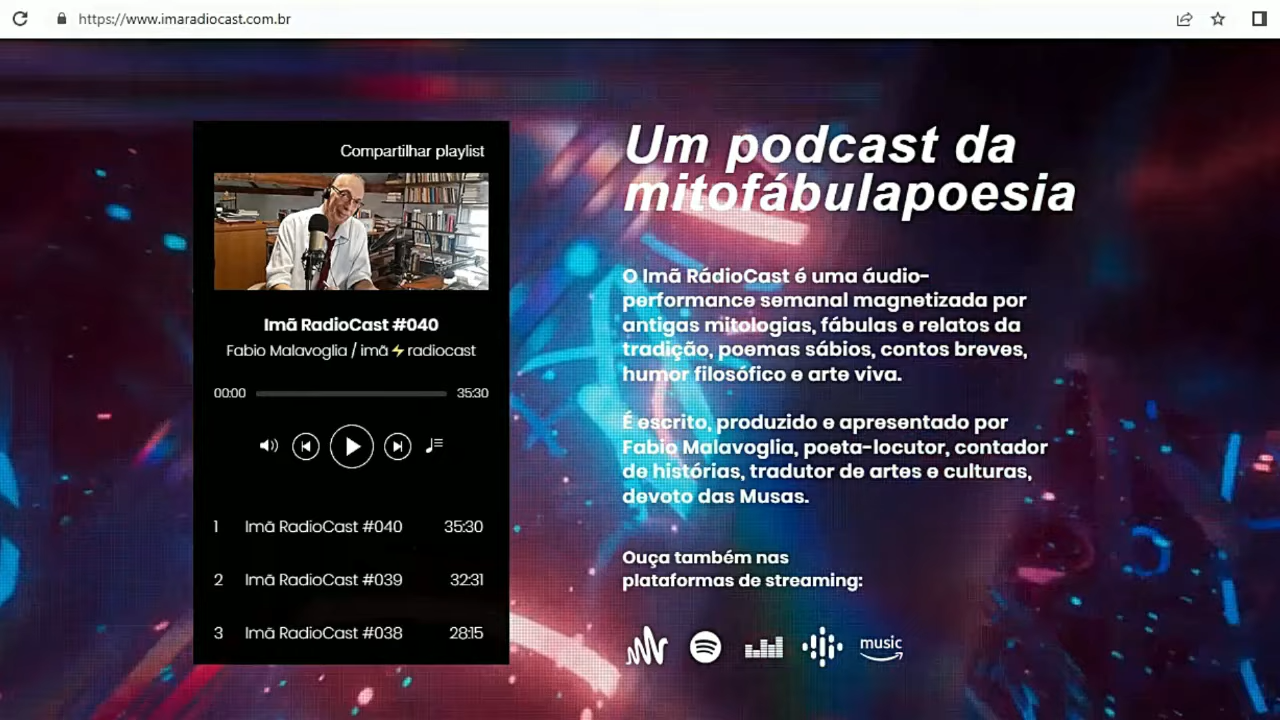 https://www.imaradiocast.com.br
Compartilhar playlist
Imã RadioCast #040
Fabio Malavoglia / imã⚡radiocast
00:00 35:30
1 Imã RadioCast #040 35:30
2 Imã RadioCast #039 32:31
3 Imã RadioCast #038 28:15
Um podcast da
mitofábulapoesia
O Imã RádioCast é uma áudio-
performance semanal magnetizada por
antigas mitologias, fábulas e relatos da
tradição, poemas sábios, contos breves,
humor filosófico e arte viva.
É escrito, produzido e apresentado por
Fabio Malavoglia, poeta-locutor, contador
de histórias, tradutor de artes e culturas,
devoto das Musas.
Ouça também nas
plataformas de streaming:
music